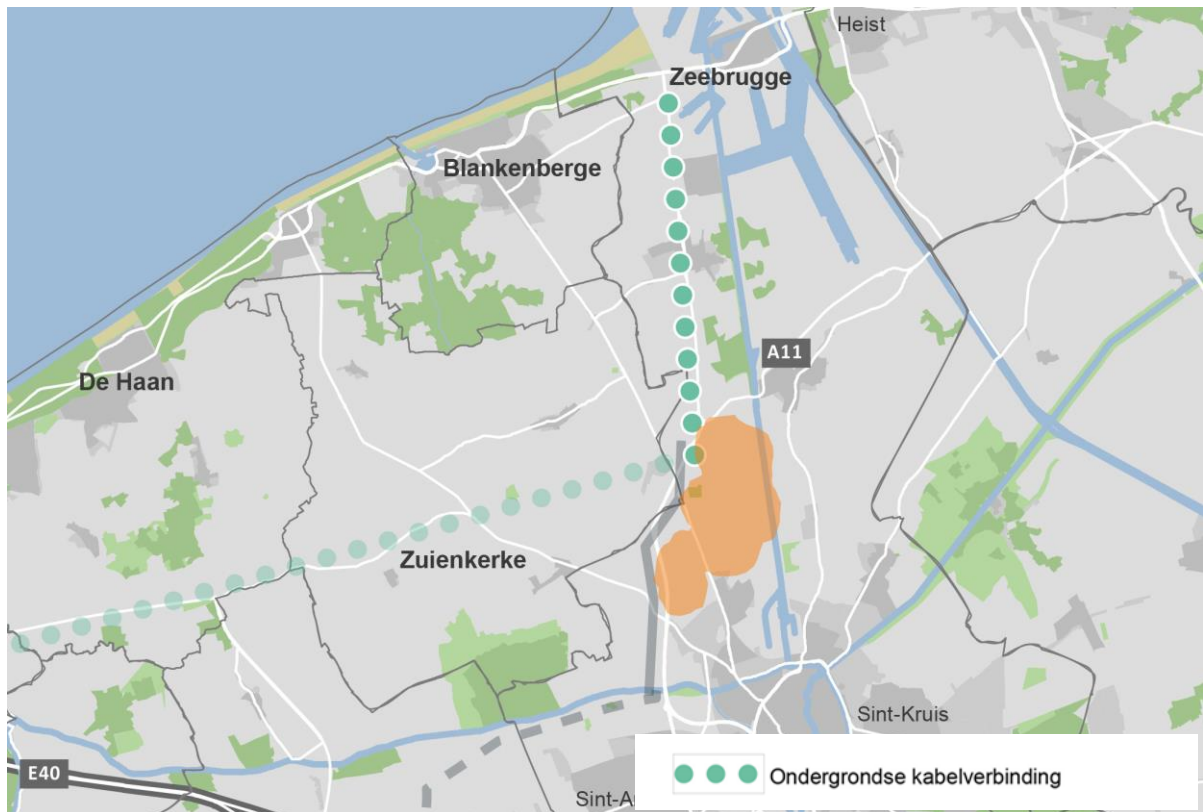 Heist
Zeebrugge
Blankenberge
A11
De Haan
Zuienkerke
Sint-Kruis
E40
Ondergrondse kabelverbinding